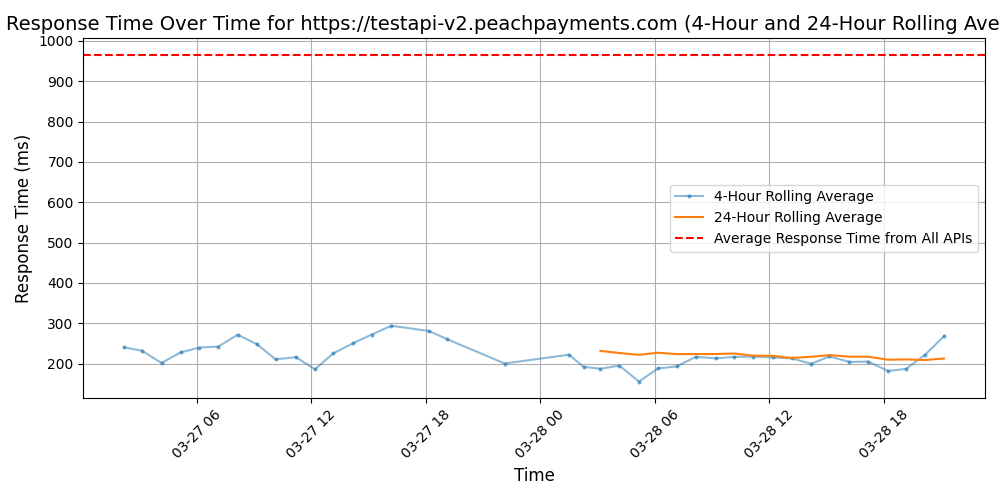 Response Time Over Time for https://testapi-v2.peachpayments.com (4-Hour and 24-Hour Rolling Ave
1000
900
800
700
600
500
400
300
200
Response Time (ms)
4-Hour Rolling Average
24-Hour Rolling Average
Average Response Time from All APIs
03-27 06
03-27 12
03-27 18
03-28 00
03-28 06
03-28 12
03-28 18
Time